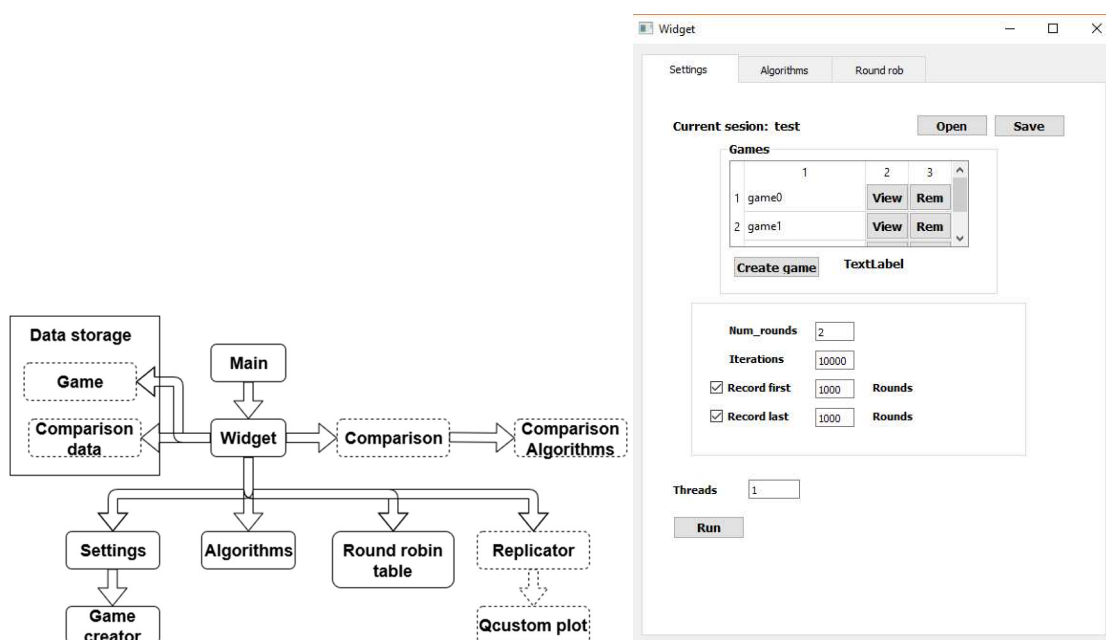 Data storage
Game
Comparison
data
Main
Widget
Comparison
Comparison
Algorithms
Settings
Algorithms
Round robin
table
Replicator
Game
creator
Qcustom plot
Widget
Settings
Algorithms
Round rob
Current sesion: test
Open
Save
Games
1 2 3
1 game0 View Rem
2 game1 View Rem
Create game
TextLabel
Num_rounds 2
Iterations 10000
Record first 1000 Rounds
Record last 1000 Rounds
Threads 1
Run